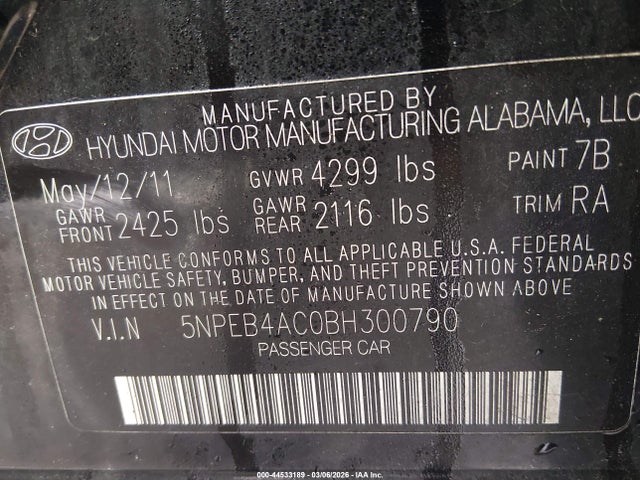 MANUFACTURED BY
HYUNDAI MOTOR MANUFACTURING ALABAMA, LLC
May/12/11 GVWR 4299 lbs PAINT 7B
GAWR FRONT 2425 lbs GAWR REAR 2116 lbs TRIM RA
THIS VEHICLE CONFORMS TO ALL APPLICABLE U.S.A. FEDERAL
MOTOR VEHICLE SAFETY, BUMPER, AND THEFT PREVENTION STANDARDS
IN EFFECT ON THE DATE OF MANUFACTURE SHOWN ABOVE.
V.I.N 5NPEB4AC0BH300790
PASSENGER CAR
000-44533189 - 03/06/2026 - IAA Inc.